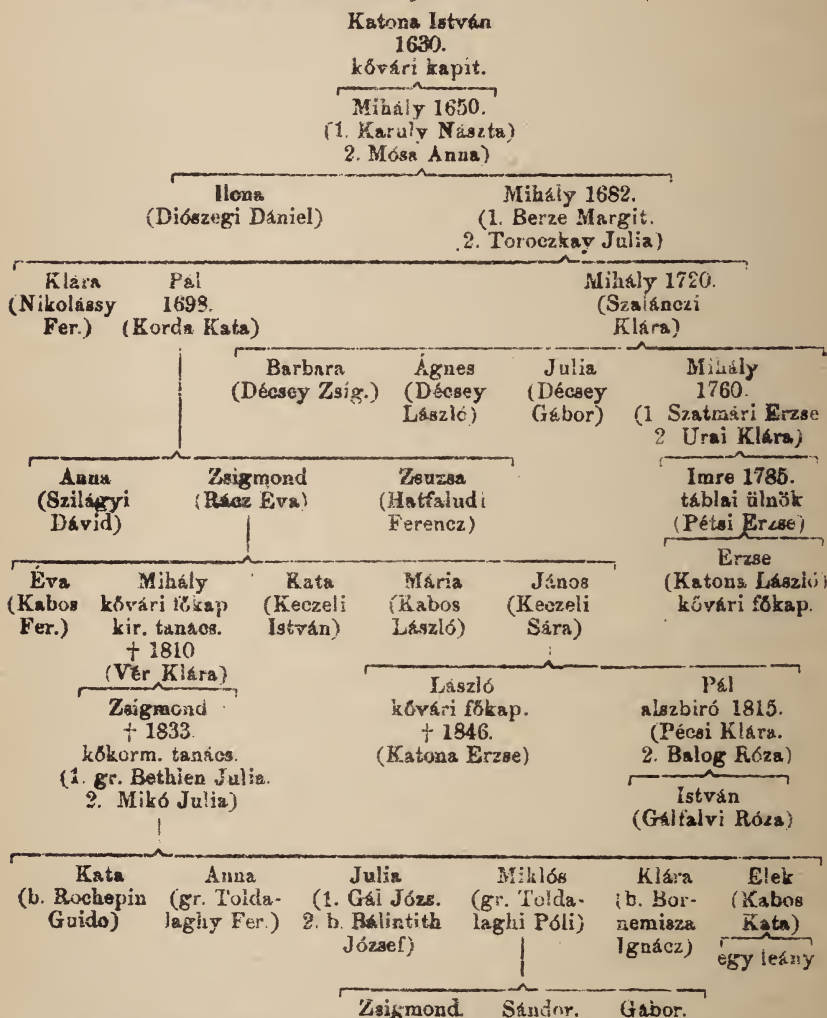 Katona István
1630.
kővári kapit.
Mihály 1650.
(1. Karuly Nászta)
2. Mósa Anna)
Ilona
(Diószegi Dániel)
Mihály 1682.
(1. Berze Margit.
2. Toroczkay Julia)
Klára
(Nikolássy
Fer.)
Pál
1698.
(Korda Kata)
Mihály 1720.
(Szalánczi
Klára)
Barbara
(Décsey Zsig.)
Ágnes
(Décsey
László)
Julia
(Décsey
Gábor)
Mihály
1760.
(1 Szatmári Erzse
2 Urai Klára)
Anna
(Szilágyi
Dávid)
Zsigmond
(Rácz Éva)
Zsuzsa
(Hatfaludi
Ferencz)
Imre 1785.
táblai ülnök
(Pétsi Erzse)
Erzse
(Katona László)
kővári főkap.
Éva
(Kabos
Fer.)
Mihály
kővári főkap
kir. tanács.
† 1810
(Vér Klára)
Kata
(Keczeli
István)
Mária
(Kabos
László)
János
(Keczeli
Sára)
Zsigmond
† 1833.
kőkorm. tanács.
(1. gr. Bethlen Julia.
2. Mikó Julia)
László
kővári főkap.
† 1846.
(Katona Erzse)
Pál
alszbiró 1815.
(Pécsi Klára.
2. Balog Róza)
István
(Gálfalvi Róza)
Kata
(b. Rochepin
Guido)
Anna
(gr. Tolda-
laghy Fer.)
Julia
(1. Gái Józs.
2. b. Bálintith
József)
Miklós
(gr. Tolda-
laghi Póli)
Klára
(b. Bor-
nemisza
Ignácz)
Elek
(Kabos
Kata)
egy leány
Zsigmond.
Sándor.
Gábor.